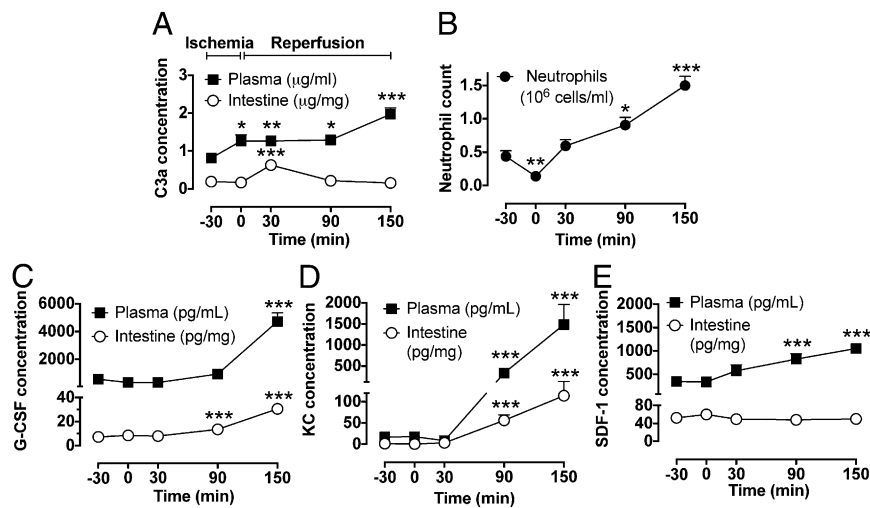 A
Ischemia Reperfusion
C3a concentration
3
2
1
0
Plasma (μg/ml)
Intestine (μg/mg)
* ** * ***
***
-30 0 30 90 150
Time (min)
B
Neutrophil count
1.5
1.0
0.5
0.0
Neutrophils
(10⁶ cells/ml)
** * ***
-30 0 30 90 150
Time (min)
C
G-CSF concentration
6000
4000
2000
40
20
0
Plasma (pg/mL)
Intestine (pg/mg)
***
*** ***
-30 0 30 90 150
Time (min)
D
KC concentration
2000
1500
1000
500
100
50
0
Plasma (pg/mL)
Intestine
(pg/mg)
*** ***
*** ***
-30 0 30 90 150
Time (min)
E
SDF-1 concentration
2000
1500
1000
500
80
40
0
Plasma (pg/mL)
Intestine
(pg/mg)
*** ***
-30 0 30 90 150
Time (min)